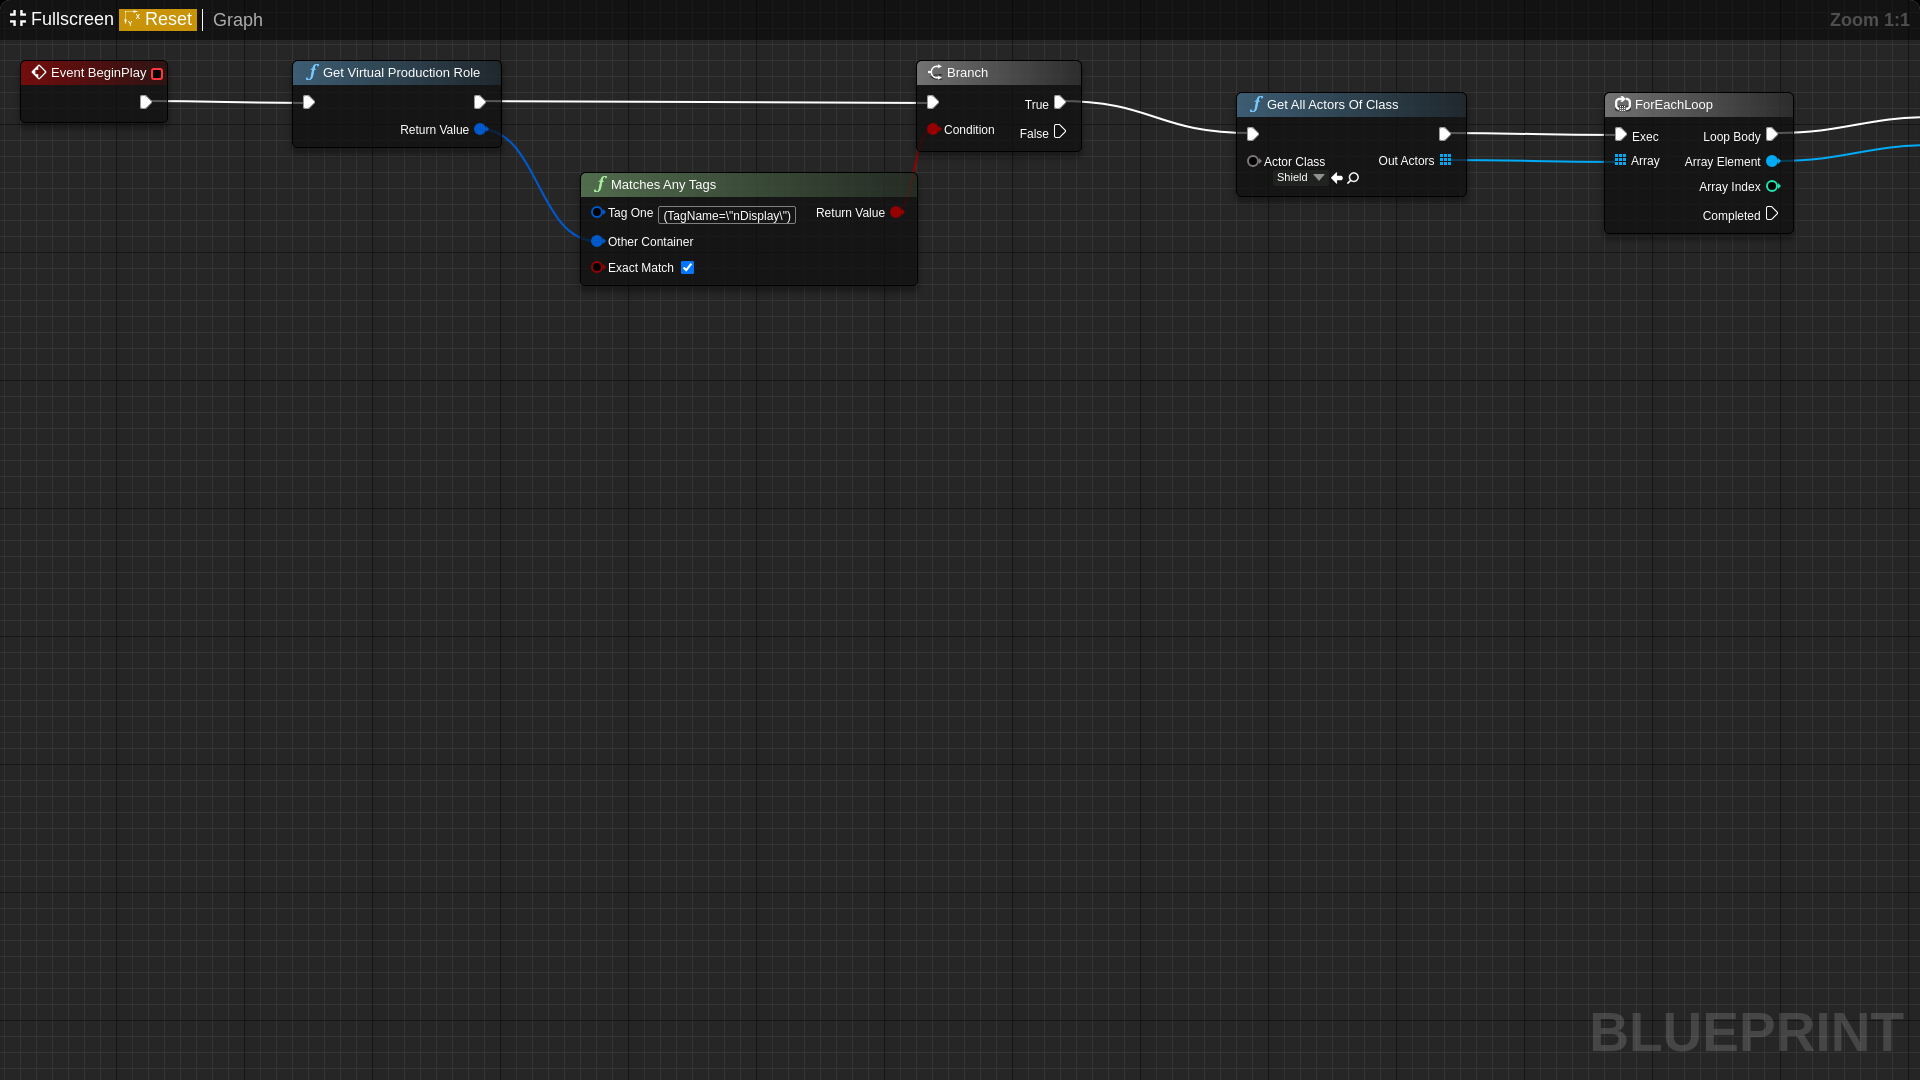 Fullscreen Reset Graph Zoom 1:1
Event BeginPlay
Get Virtual Production Role
Return Value
Branch
True
Condition
False
Matches Any Tags
Tag One (TagName=\"nDisplay\") Return Value
Other Container
Exact Match
Get All Actors Of Class
Actor Class Out Actors
Shield
ForEachLoop
Exec Loop Body
Array Array Element
Array Index
Completed
BLUEPRINT